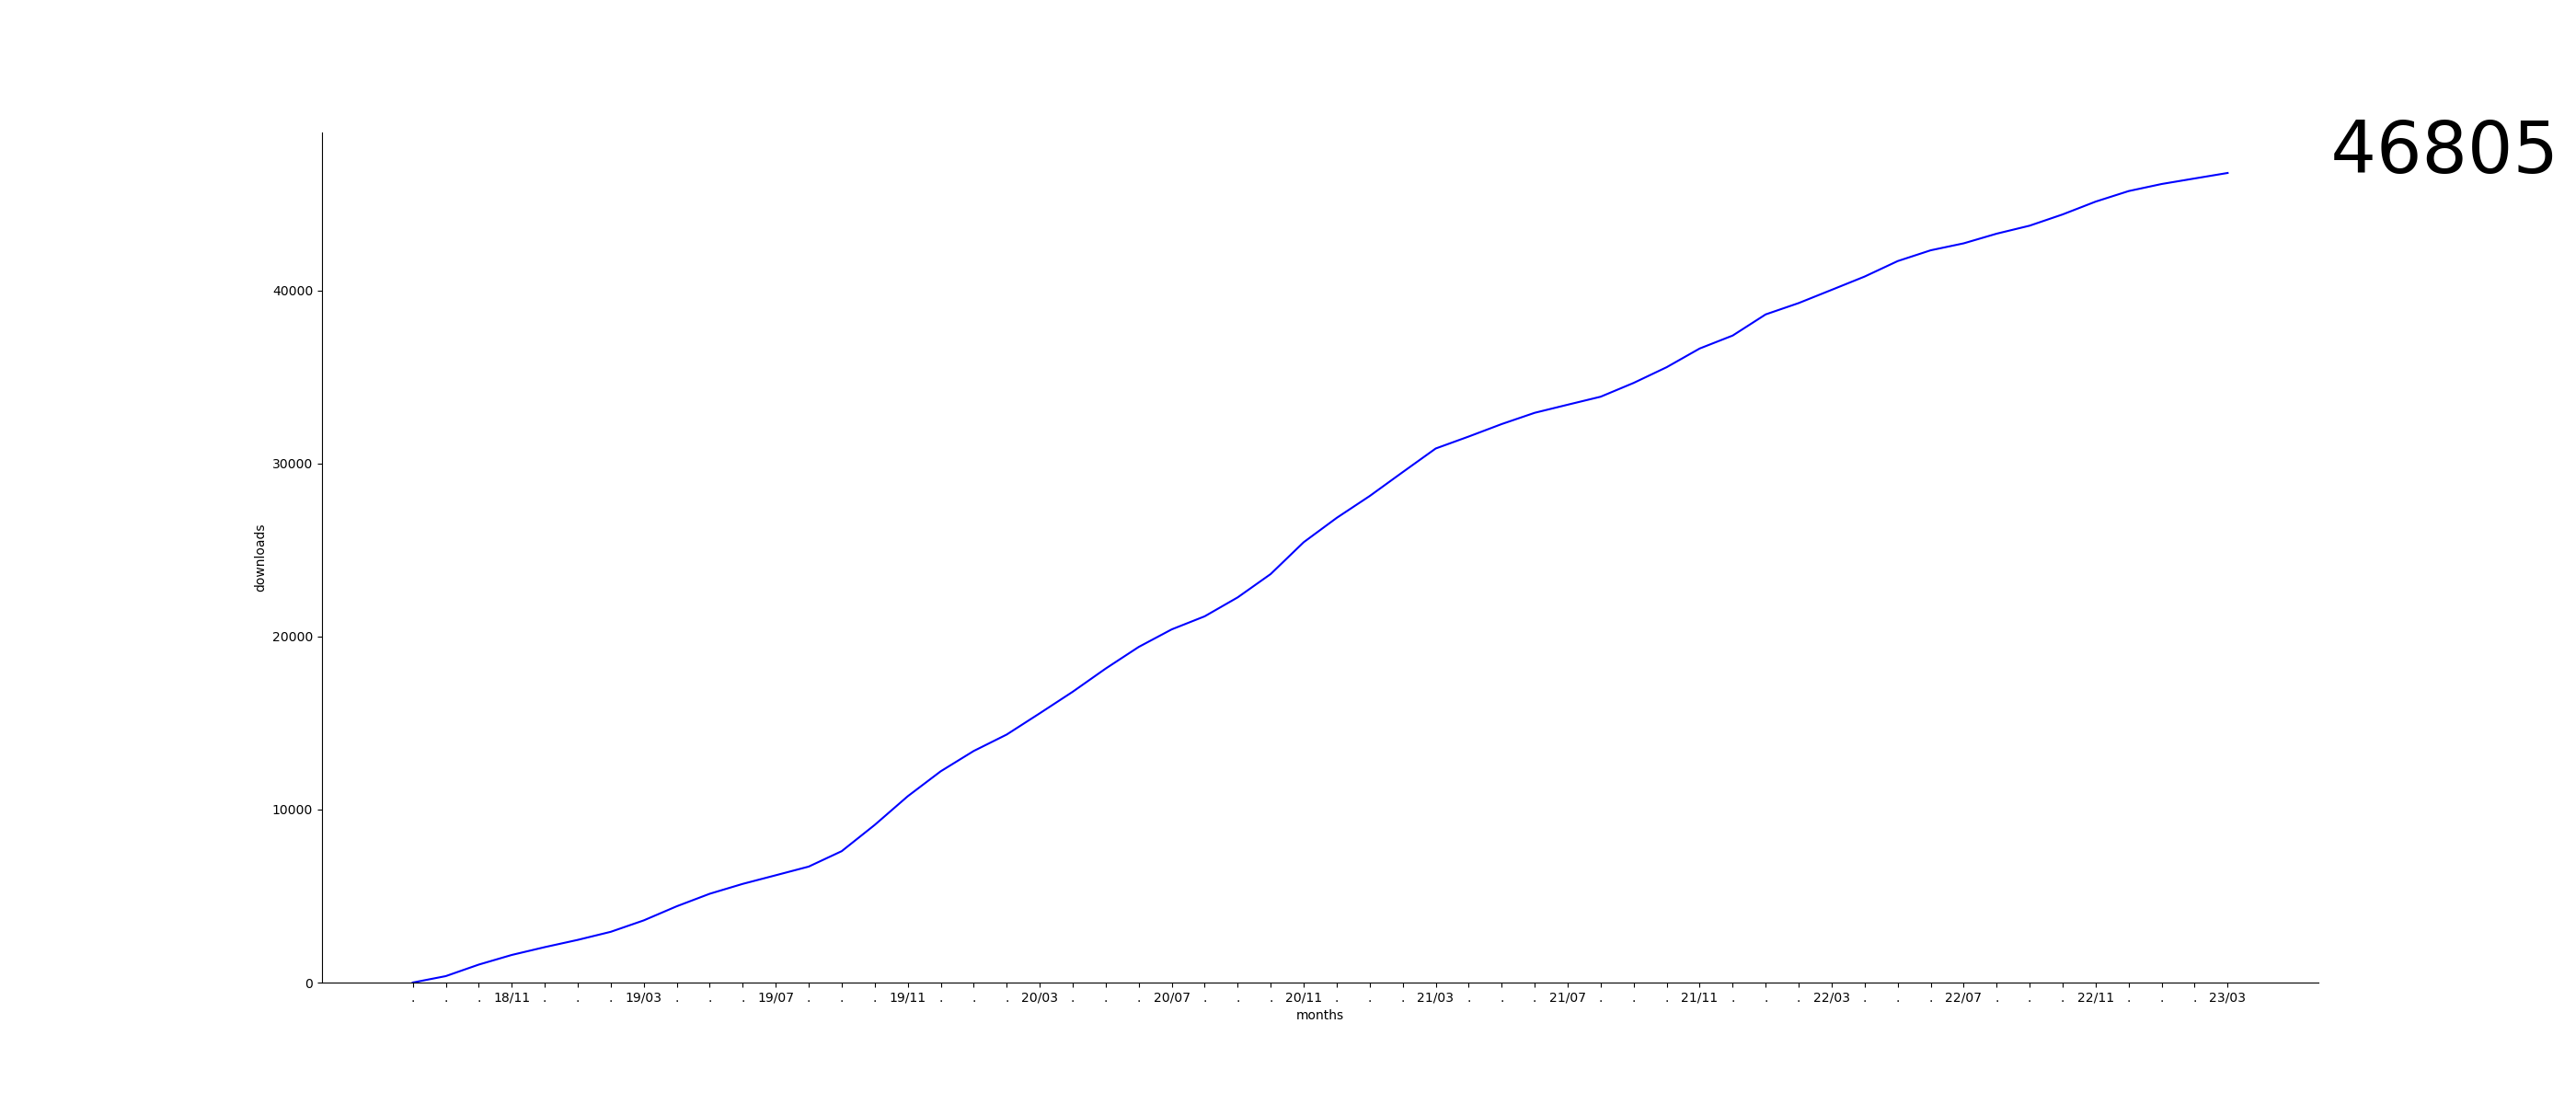 46805
40000
30000
20000
10000
0
downloads
. . . 18/11 . . . 19/03 . . . 19/07 . . . 19/11 . . . 20/03 . . . 20/07 . . . 20/11 . . . 21/03 . . . 21/07 . . . 21/11 . . . 22/03 . . . 22/07 . . . 22/11 . . . 23/03
months